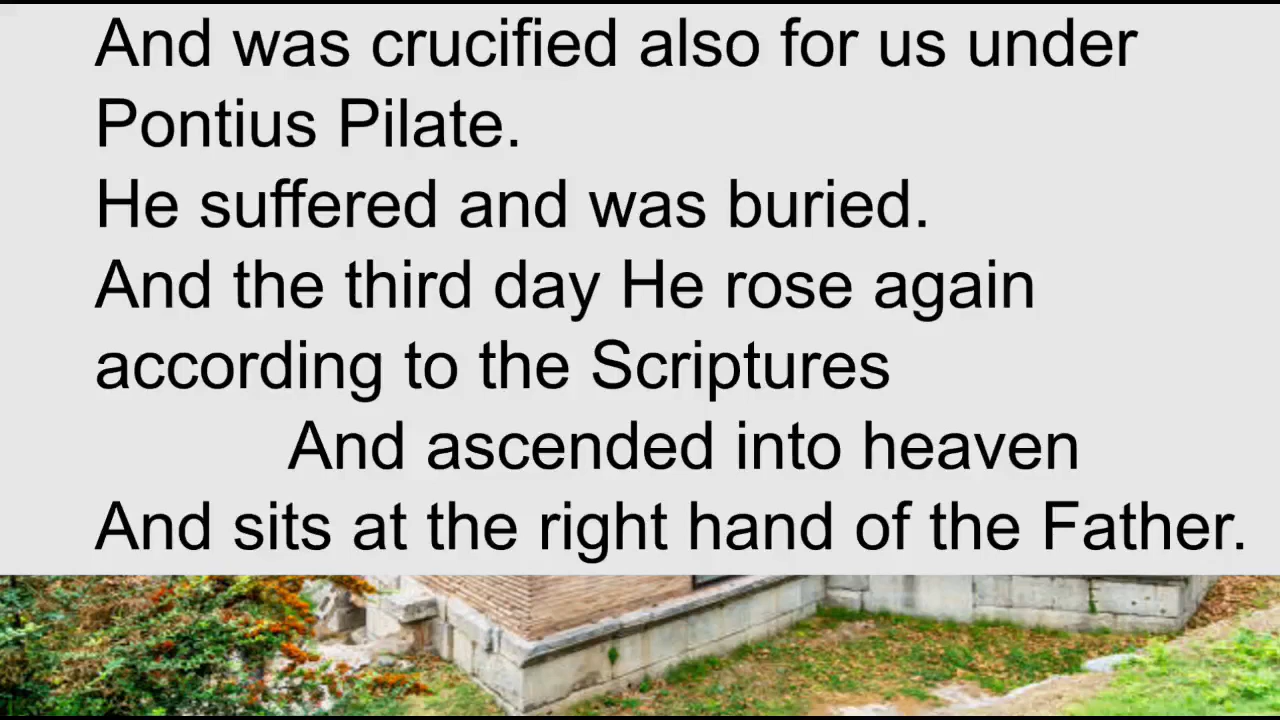 And was crucified also for us under
Pontius Pilate.
He suffered and was buried.
And the third day He rose again
according to the Scriptures
And ascended into heaven
And sits at the right hand of the Father.